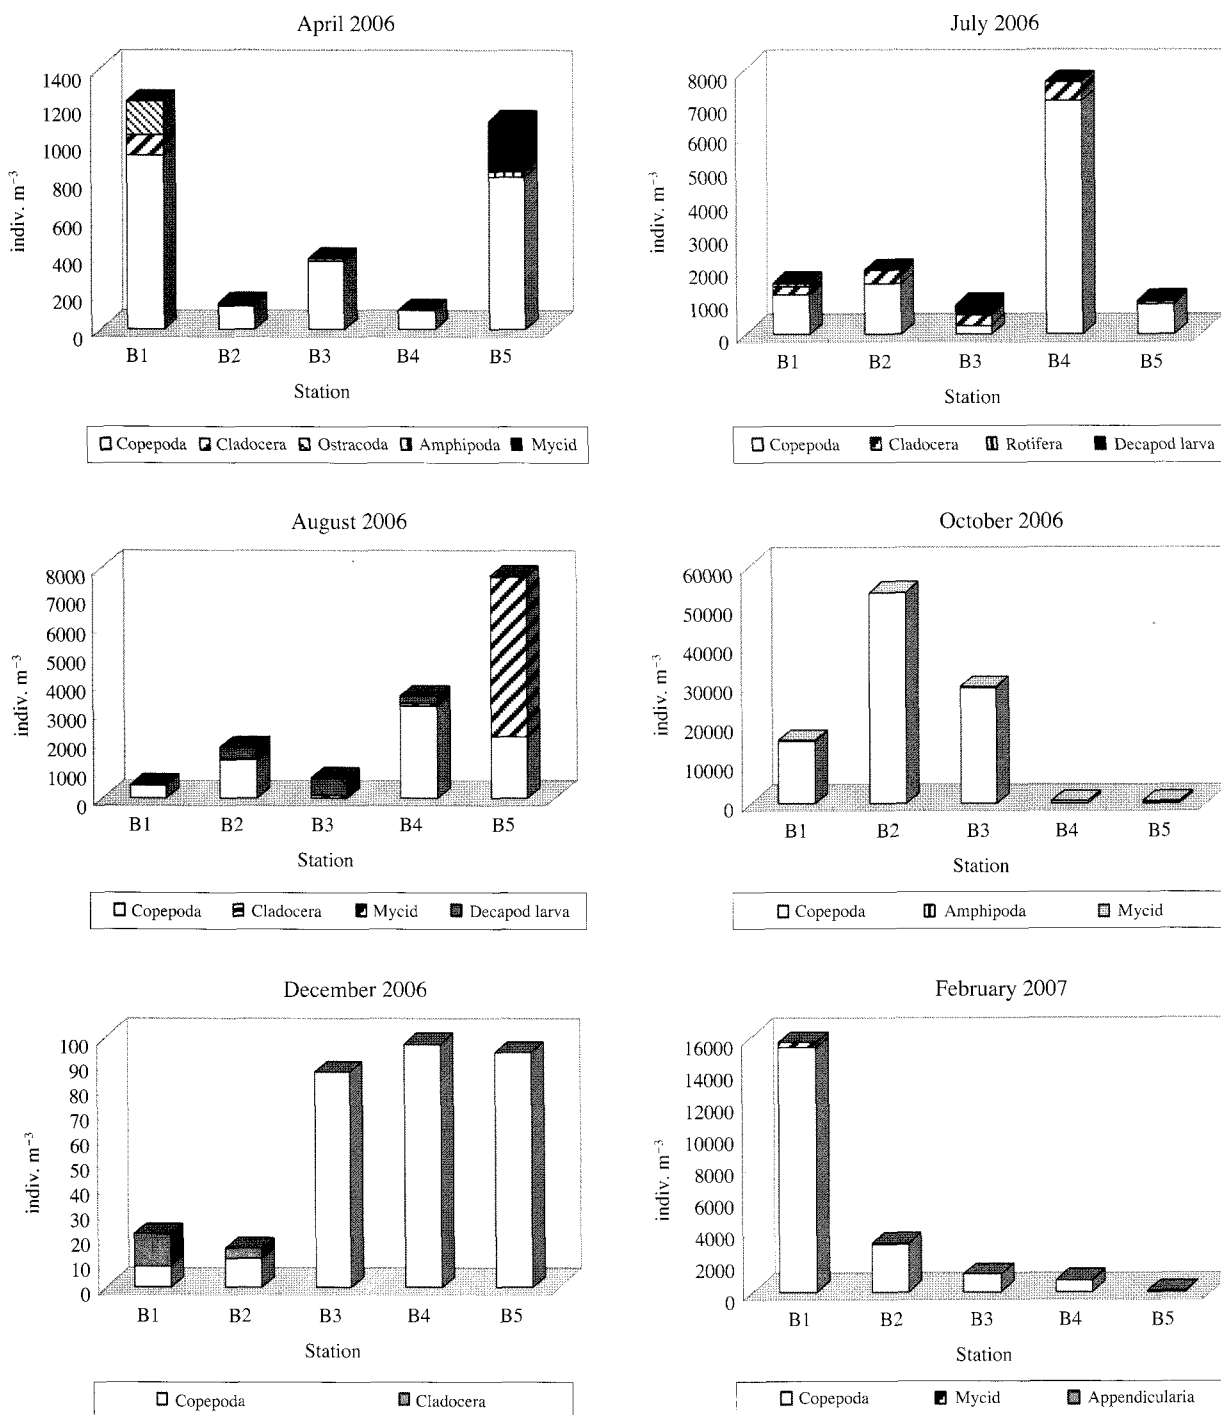 April 2006
1400
1200
1000
800
600
400
200
0
indiv. m⁻³
B1 B2 B3 B4 B5
Station
Copepoda Cladocera Ostracoda Amphipoda Mycid
July 2006
8000
7000
6000
5000
4000
3000
2000
1000
0
indiv. m⁻³
B1 B2 B3 B4 B5
Station
Copepoda Cladocera Rotifera Decapod larva
August 2006
8000
7000
6000
5000
4000
3000
2000
1000
0
indiv. m⁻³
B1 B2 B3 B4 B5
Station
Copepoda Cladocera Mycid Decapod larva
October 2006
60000
50000
40000
30000
20000
10000
0
indiv. m⁻³
B1 B2 B3 B4 B5
Station
Copepoda Amphipoda Mycid
December 2006
100
90
80
70
60
50
40
30
20
10
0
indiv. m⁻³
B1 B2 B3 B4 B5
Station
Copepoda Cladocera
February 2007
16000
14000
12000
10000
8000
6000
4000
2000
0
indiv. m⁻³
B1 B2 B3 B4 B5
Station
Copepoda Mycid Appendicularia